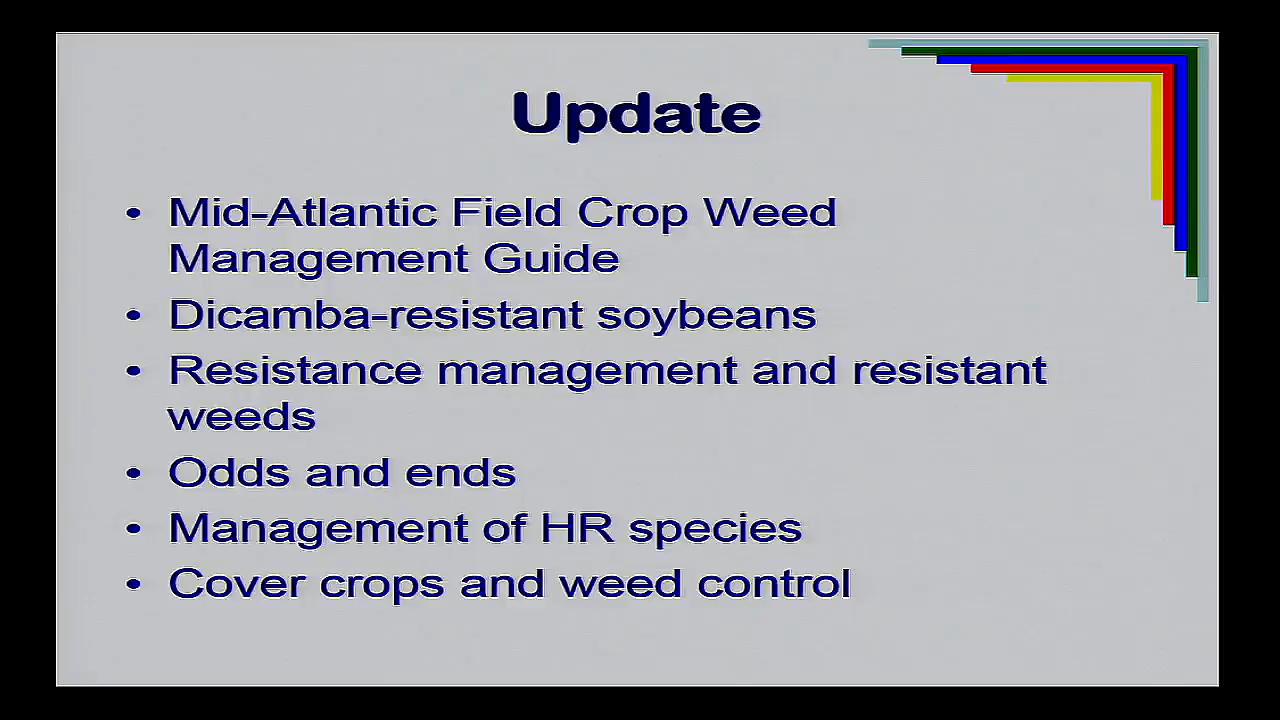 Update
• Mid-Atlantic Field Crop Weed
Management Guide
• Dicamba-resistant soybeans
• Resistance management and resistant
weeds
• Odds and ends
• Management of HR species
• Cover crops and weed control